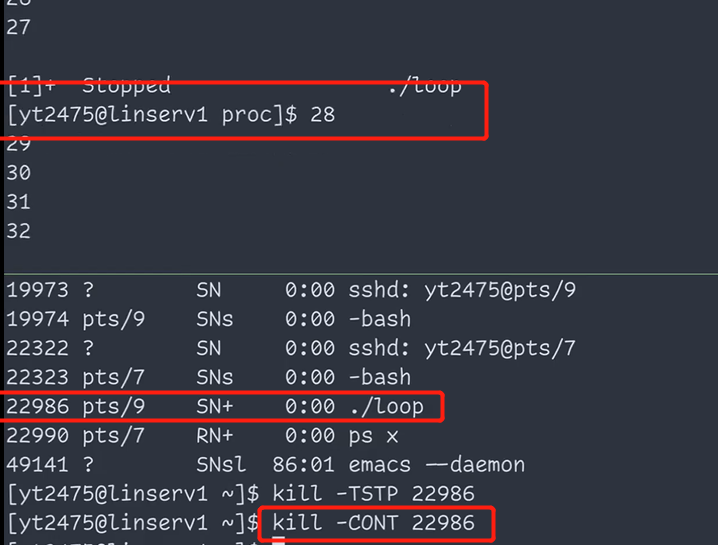 27
[1]+  Stopped                 ./loop
[yt2475@linserv1 proc]$ 28
29
30
31
32
19973 ?        SN     0:00 sshd: yt2475@pts/9
19974 pts/9    SNs    0:00 -bash
22322 ?        SN     0:00 sshd: yt2475@pts/7
22323 pts/7    SNs    0:00 -bash
22986 pts/9    SN+    0:00 ./loop
22990 pts/7    RN+    0:00 ps x
49141 ?        SNsl  86:01 emacs --daemon
[yt2475@linserv1 ~]$ kill -TSTP 22986
[yt2475@linserv1 ~]$ kill -CONT 22986